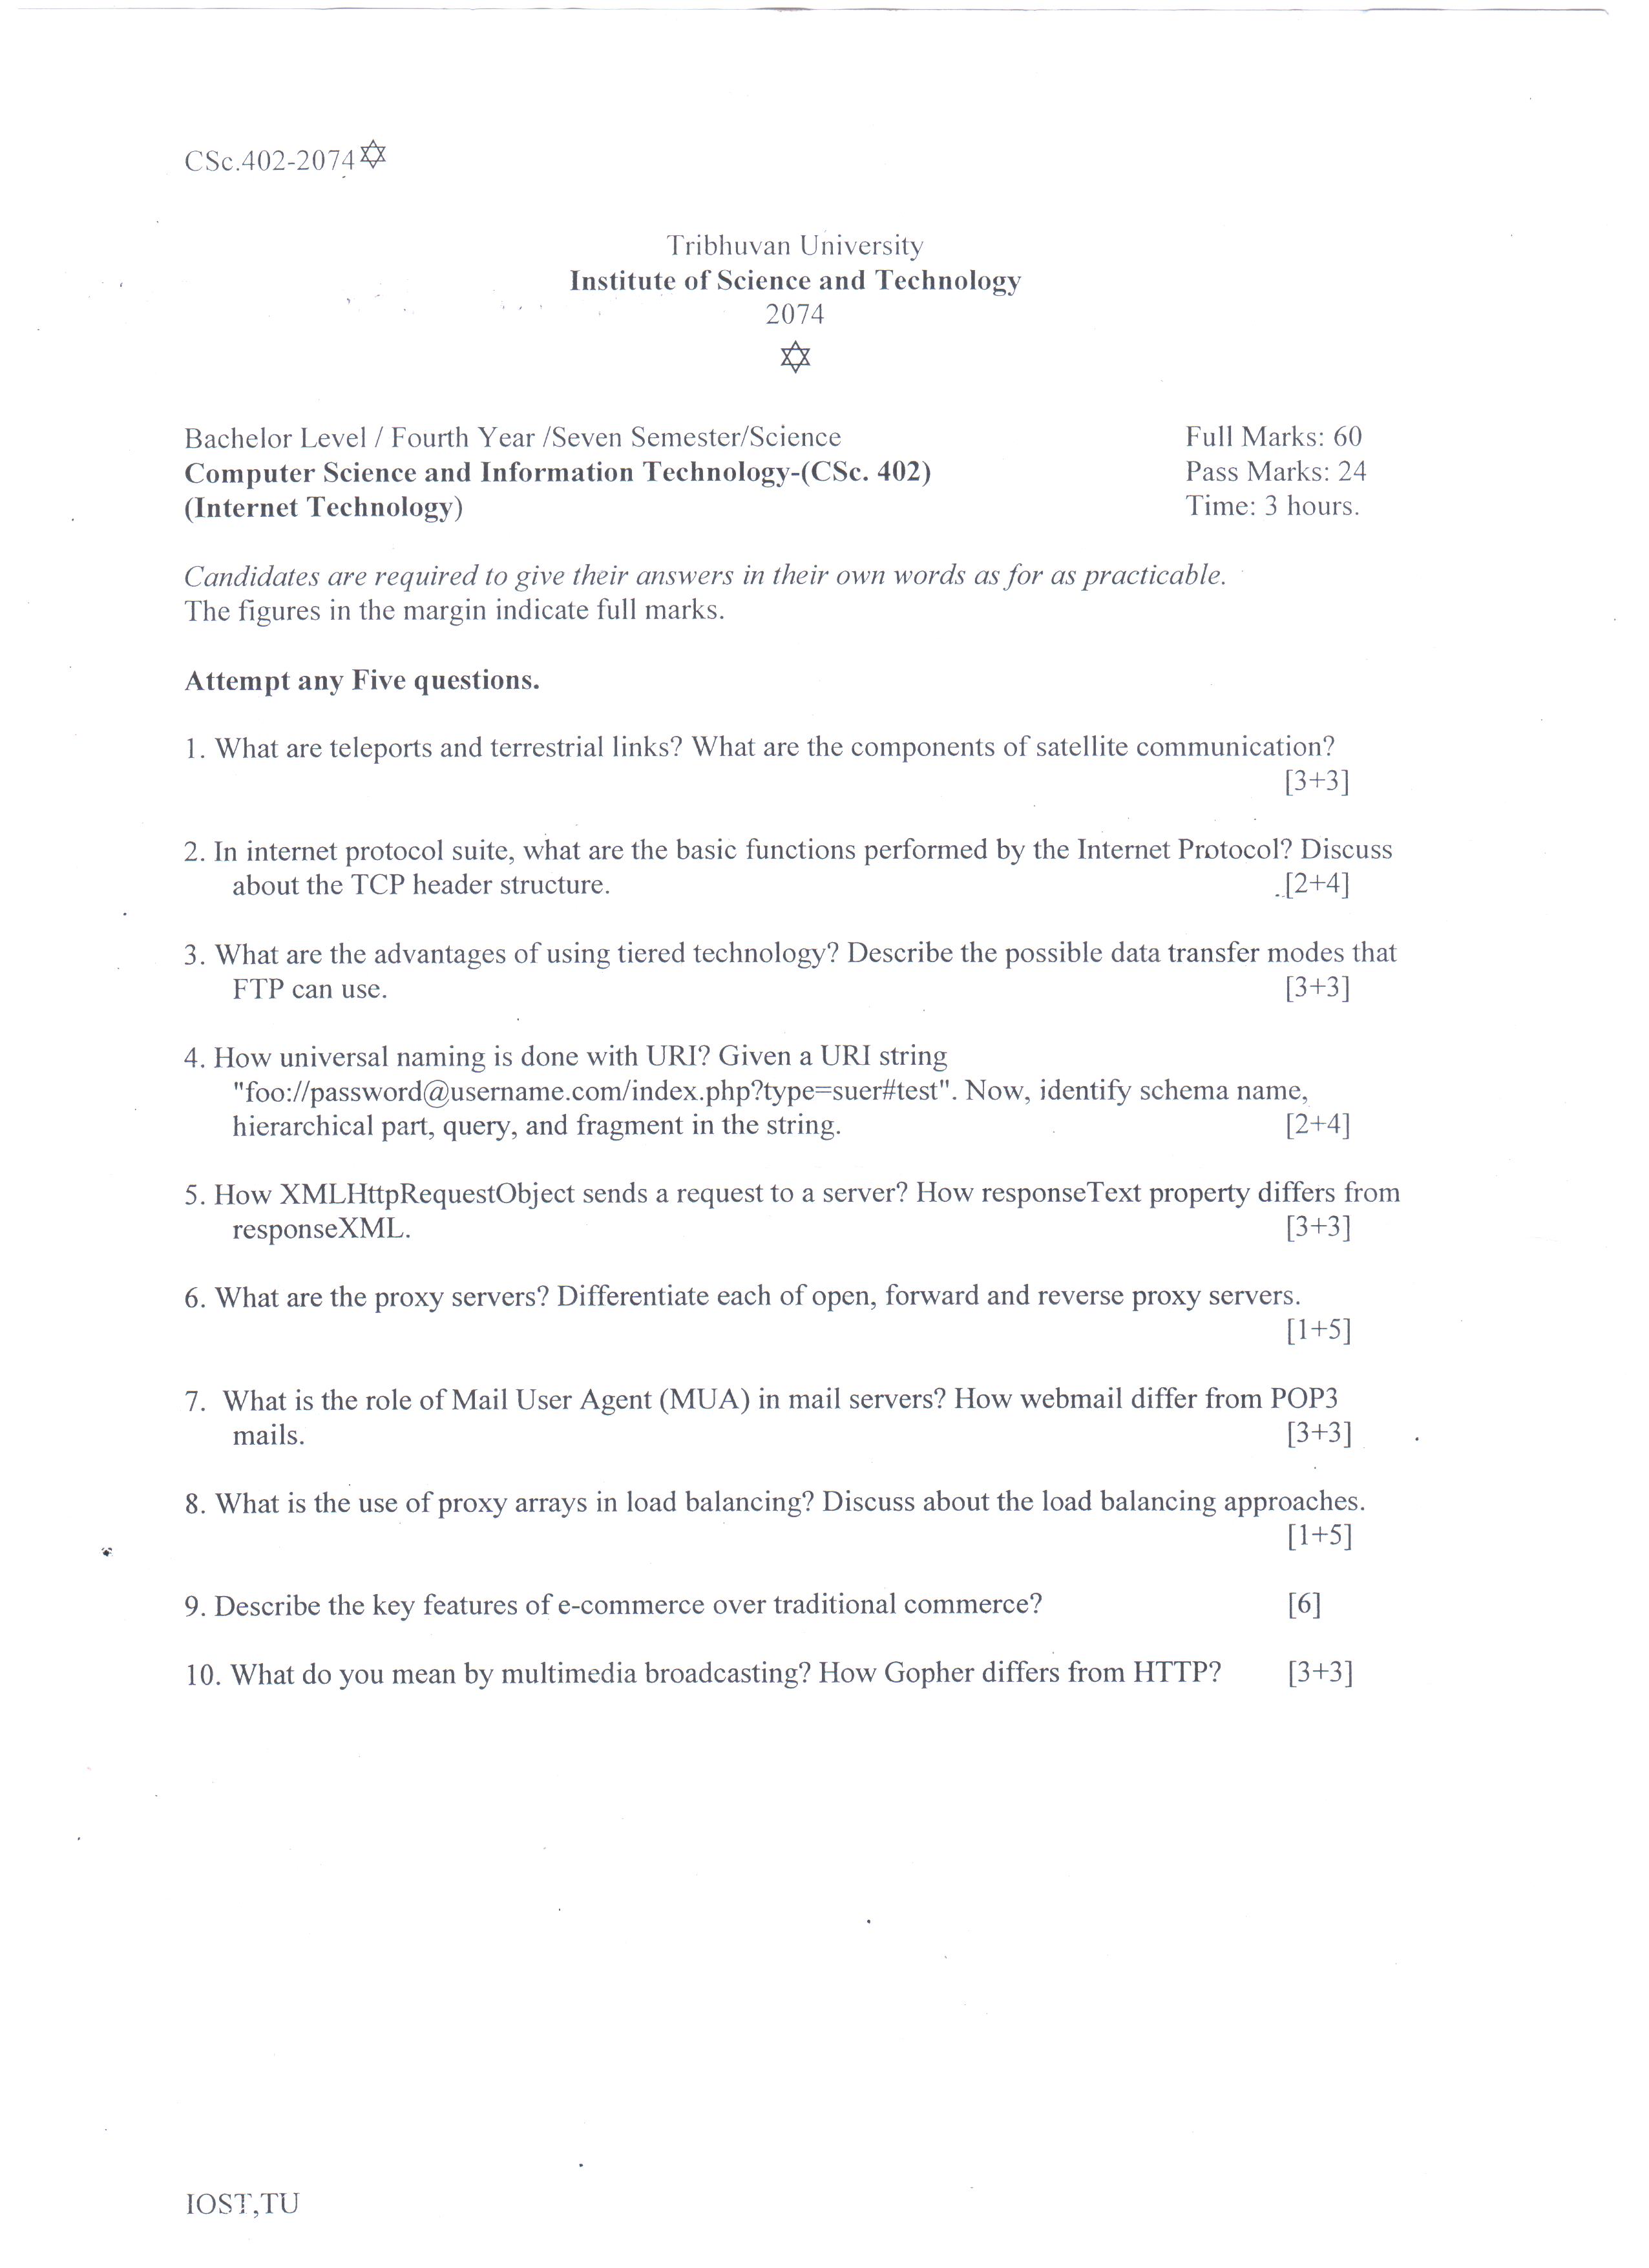 CSc.402-2074✡
Tribhuvan University
Institute of Science and Technology
2074
✡
Bachelor Level / Fourth Year /Seven Semester/Science
Full Marks: 60
Computer Science and Information Technology-(CSc. 402)
Pass Marks: 24
(Internet Technology)
Time: 3 hours.
Candidates are required to give their answers in their own words as for as practicable.
The figures in the margin indicate full marks.
Attempt any Five questions.
1. What are teleports and terrestrial links? What are the components of satellite communication?
[3+3]
2. In internet protocol suite, what are the basic functions performed by the Internet Protocol? Discuss
about the TCP header structure. [2+4]
3. What are the advantages of using tiered technology? Describe the possible data transfer modes that
FTP can use. [3+3]
4. How universal naming is done with URI? Given a URI string
"foo://password@username.com/index.php?type=suer#test". Now, identify schema name,
hierarchical part, query, and fragment in the string. [2+4]
5. How XMLHttpRequestObject sends a request to a server? How responseText property differs from
responseXML. [3+3]
6. What are the proxy servers? Differentiate each of open, forward and reverse proxy servers.
[1+5]
7. What is the role of Mail User Agent (MUA) in mail servers? How webmail differ from POP3
mails. [3+3]
8. What is the use of proxy arrays in load balancing? Discuss about the load balancing approaches.
[1+5]
9. Describe the key features of e-commerce over traditional commerce? [6]
10. What do you mean by multimedia broadcasting? How Gopher differs from HTTP? [3+3]
IOST,TU